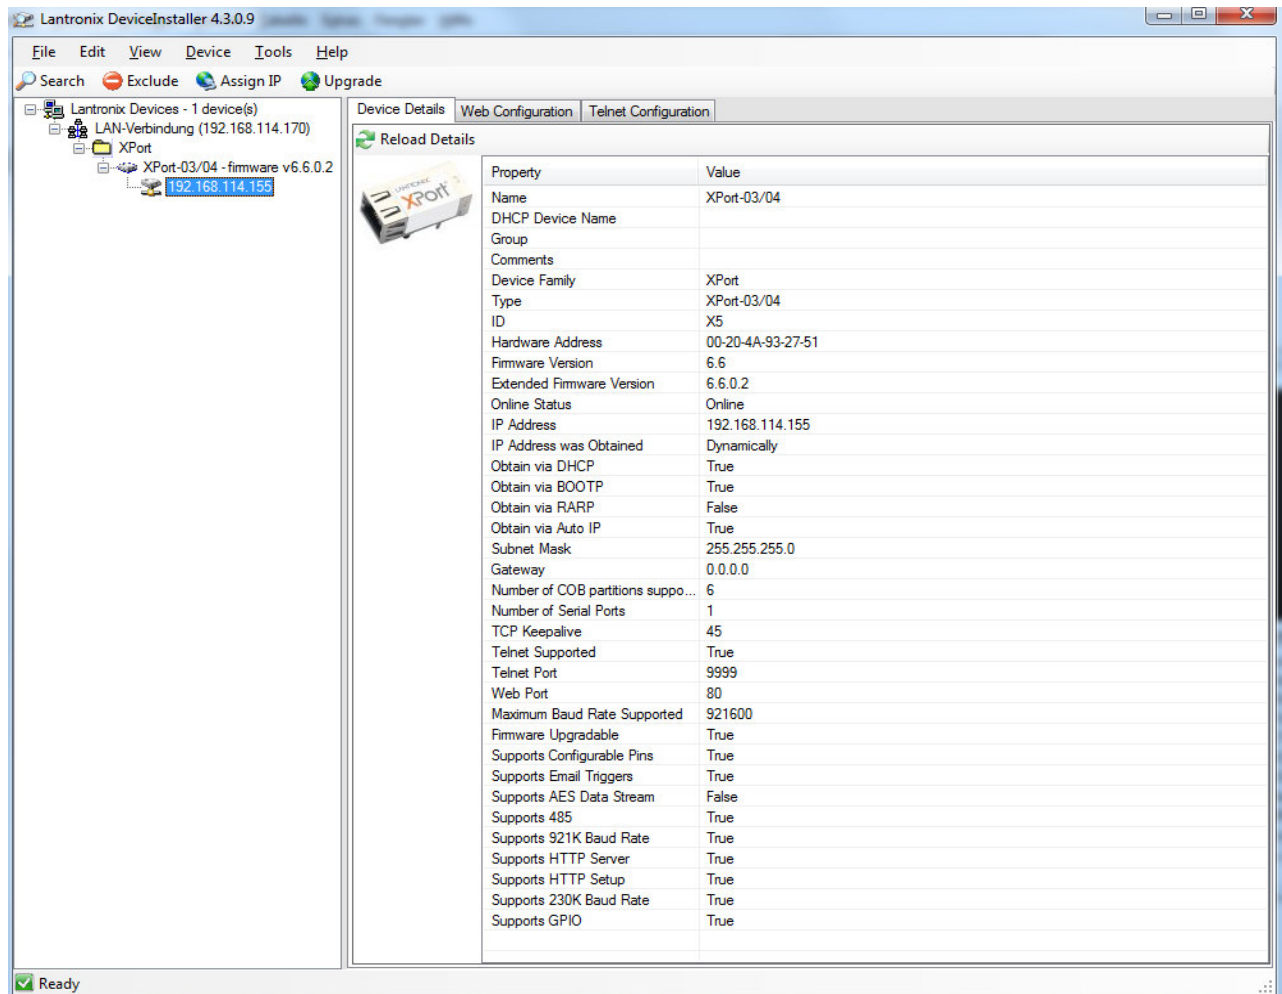 Lantronix DeviceInstaller 4.3.0.9
File Edit View Device Tools Help
Search Exclude Assign IP Upgrade
Lantronix Devices - 1 device(s)
LAN-Verbindung (192.168.114.170)
XPort
XPort-03/04 - firmware v6.6.0.2
192.168.114.155
Device Details Web Configuration Telnet Configuration
Reload Details
LANTRONIX
XPort
Property Value
Name XPort-03/04
DHCP Device Name
Group
Comments
Device Family XPort
Type XPort-03/04
ID X5
Hardware Address 00-20-4A-93-27-51
Firmware Version 6.6
Extended Firmware Version 6.6.0.2
Online Status Online
IP Address 192.168.114.155
IP Address was Obtained Dynamically
Obtain via DHCP True
Obtain via BOOTP True
Obtain via RARP False
Obtain via Auto IP True
Subnet Mask 255.255.255.0
Gateway 0.0.0.0
Number of COB partitions suppo... 6
Number of Serial Ports 1
TCP Keepalive 45
Telnet Supported True
Telnet Port 9999
Web Port 80
Maximum Baud Rate Supported 921600
Firmware Upgradable True
Supports Configurable Pins True
Supports Email Triggers True
Supports AES Data Stream False
Supports 485 True
Supports 921K Baud Rate True
Supports HTTP Server True
Supports HTTP Setup True
Supports 230K Baud Rate True
Supports GPIO True
Ready